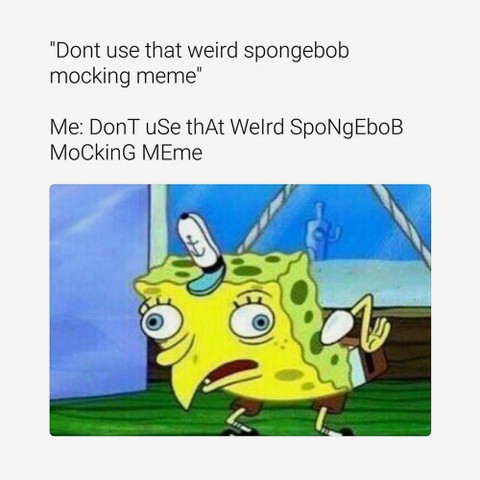 "Dont use that weird spongebob
mocking meme"
Me: DonT uSe thAt WeIrd SpoNgEboB
MoCkinG MEme